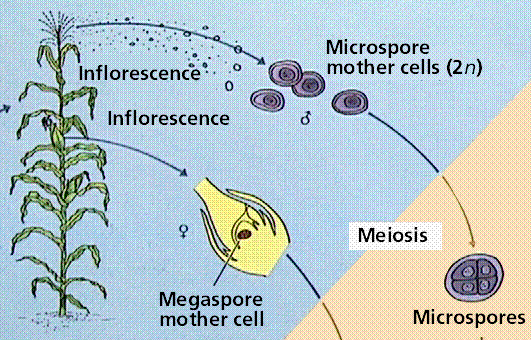 Microspore
mother cells (2n)
Inflorescence
Inflorescence
♂
♀
Meiosis
Megaspore
mother cell
Microspores